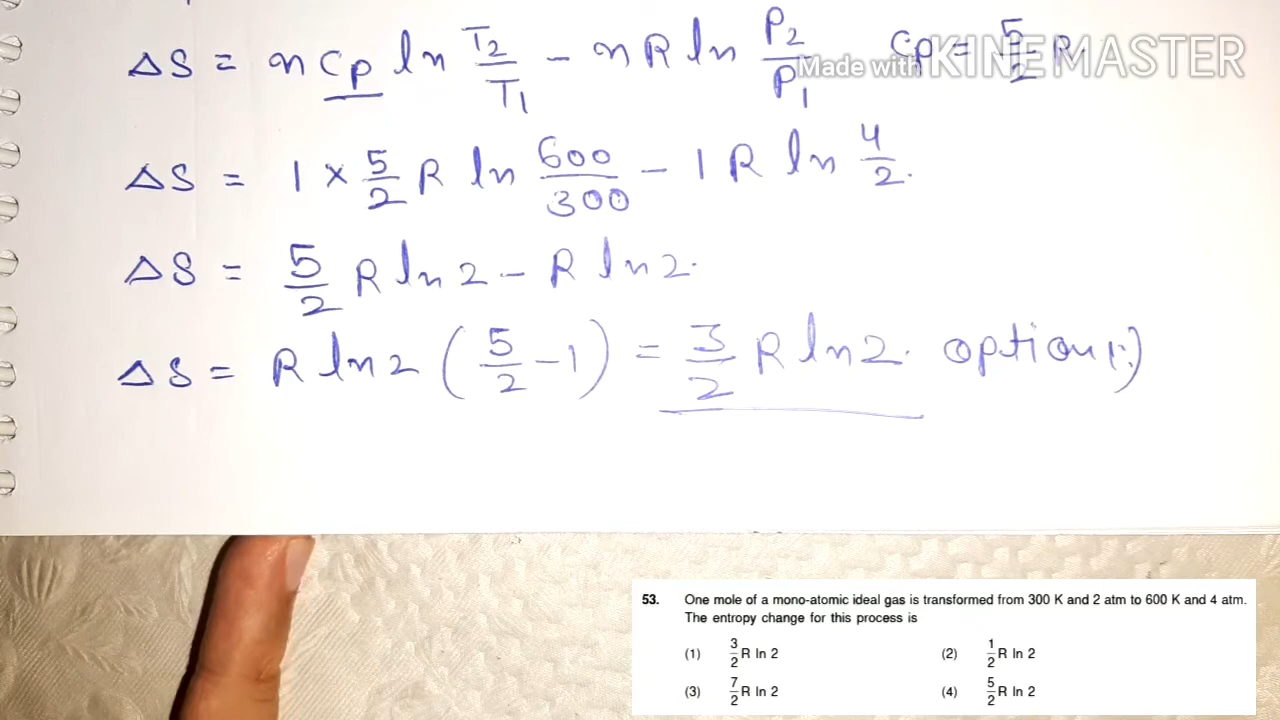 ΔS = n Cp ln T2/T1 - n R ln P2/P1   Cp = 5/2 R.
Made with KINEMASTER
ΔS = 1 × 5/2 R ln 600/300 - 1 R ln 4/2.
ΔS = 5/2 R ln 2 - R ln 2.
ΔS = R ln 2 (5/2 - 1) = 3/2 R ln 2. option
53. One mole of a mono-atomic ideal gas is transformed from 300 K and 2 atm to 600 K and 4 atm.
The entropy change for this process is
(1) 3/2 R ln 2 (2) 1/2 R ln 2
(3) 7/2 R ln 2 (4) 5/2 R ln 2